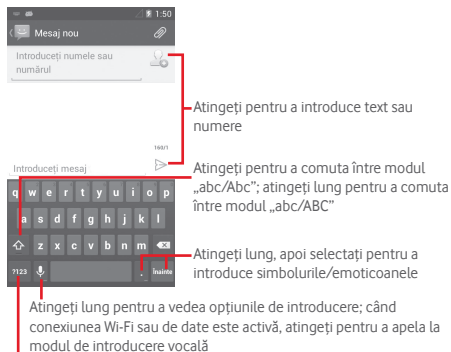 1:50
Mesaj nou
Introduceți numele sau
numărul
Atingeți pentru a introduce text sau
numere
160/1
Introduceți mesaj
Atingeți pentru a comuta între modul
„abc/Abc”; atingeți lung pentru a comuta
între modul „abc/ABC”
q w e r t y u i o p
a s d f g h j k l
z x c v b n m
Atingeți lung, apoi selectați pentru a
introduce simbolurile/emoticoanele
?123 . Înainte
Atingeți lung pentru a vedea opțiunile de introducere; când
conexiunea Wi-Fi sau de date este activă, atingeți pentru a apela la
modul de introducere vocală